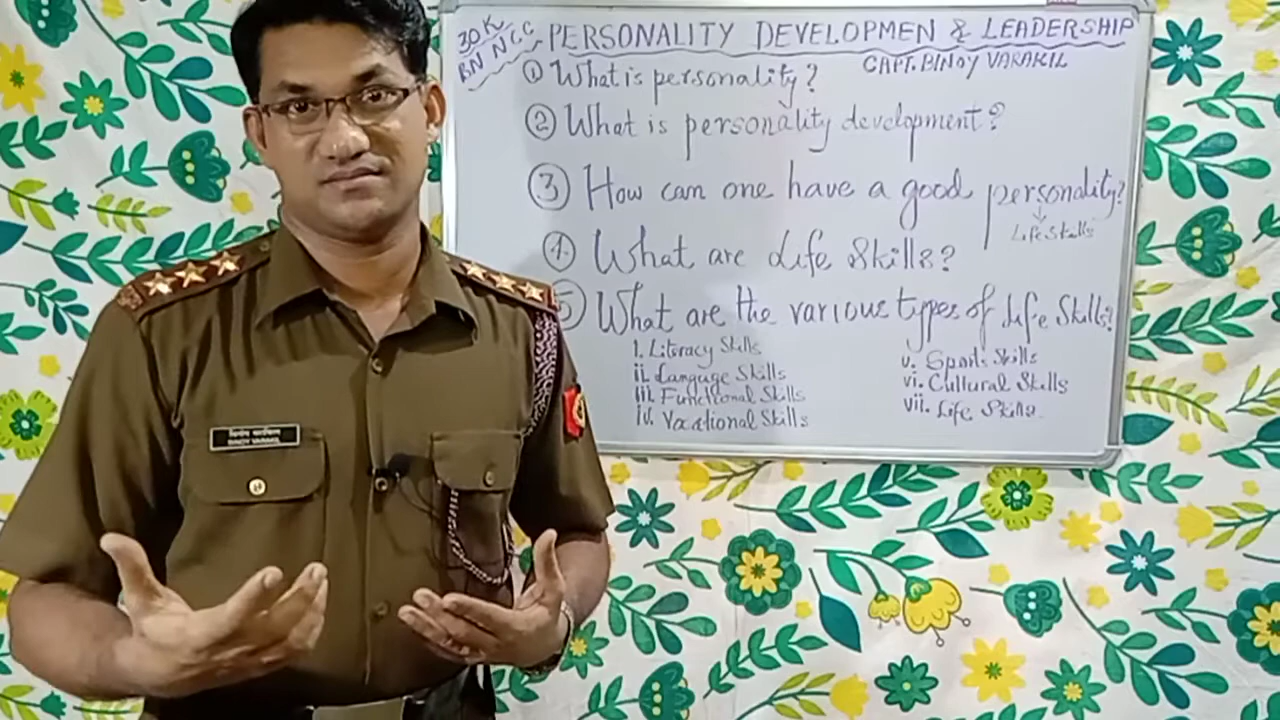 30 K
BN N.C.C
PERSONALITY DEVELOPMEN & LEADERSHIP
CAPT. BINOY VARAKIL
① What is personality?
② What is personality development?
③ How can one have a good personality?
Life Skills
④ What are Life Skills?
⑤ What are the various types of Life Skills?
i. Literacy Skills
ii. Languge Skills
iii. Functional Skills
iv. Vocational Skills
v. Sports Skills
vi. Cultural Skills
vii. Life Skills
BINOY VARAKIL